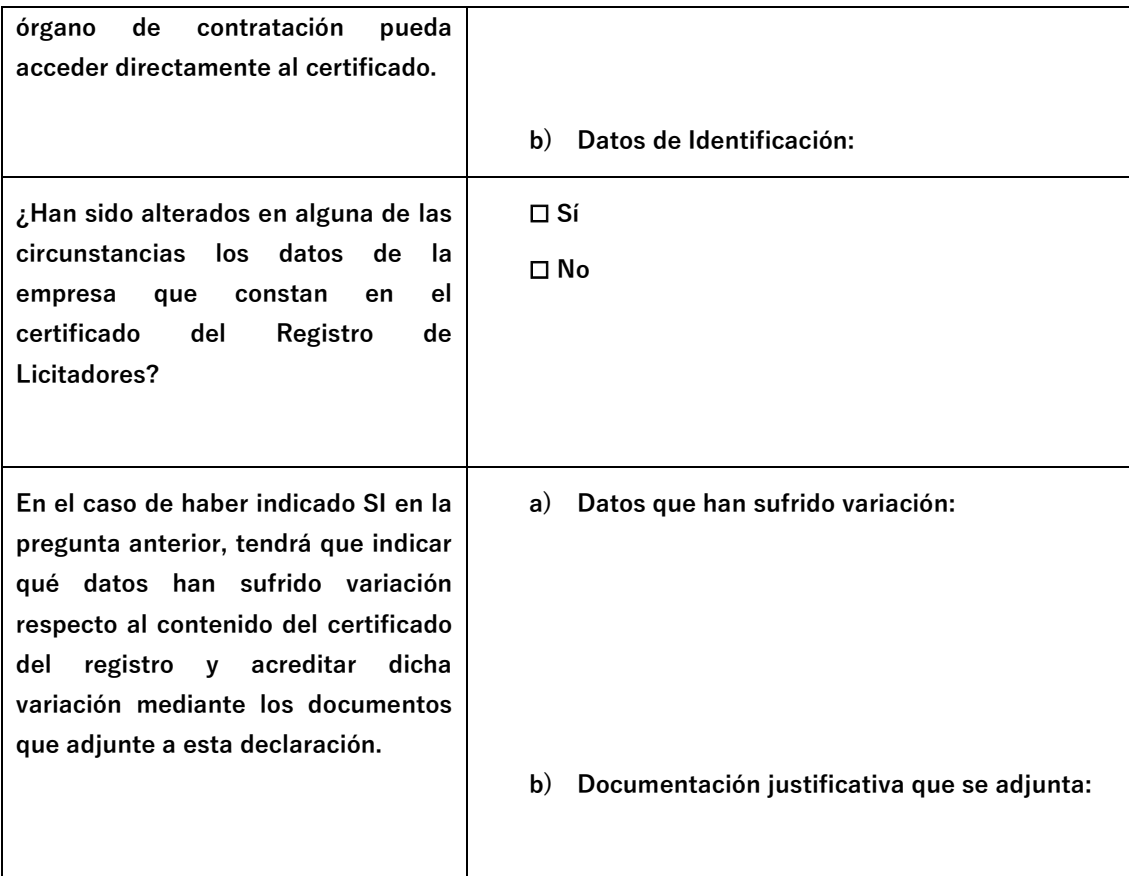 órgano de contratación pueda
acceder directamente al certificado.
b) Datos de Identificación:
¿Han sido alterados en alguna de las
circunstancias los datos de la
empresa que constan en el
certificado del Registro de
Licitadores?
☐ Sí
☐ No
En el caso de haber indicado SI en la
pregunta anterior, tendrá que indicar
qué datos han sufrido variación
respecto al contenido del certificado
del registro y acreditar dicha
variación mediante los documentos
que adjunte a esta declaración.
a) Datos que han sufrido variación:
b) Documentación justificativa que se adjunta: